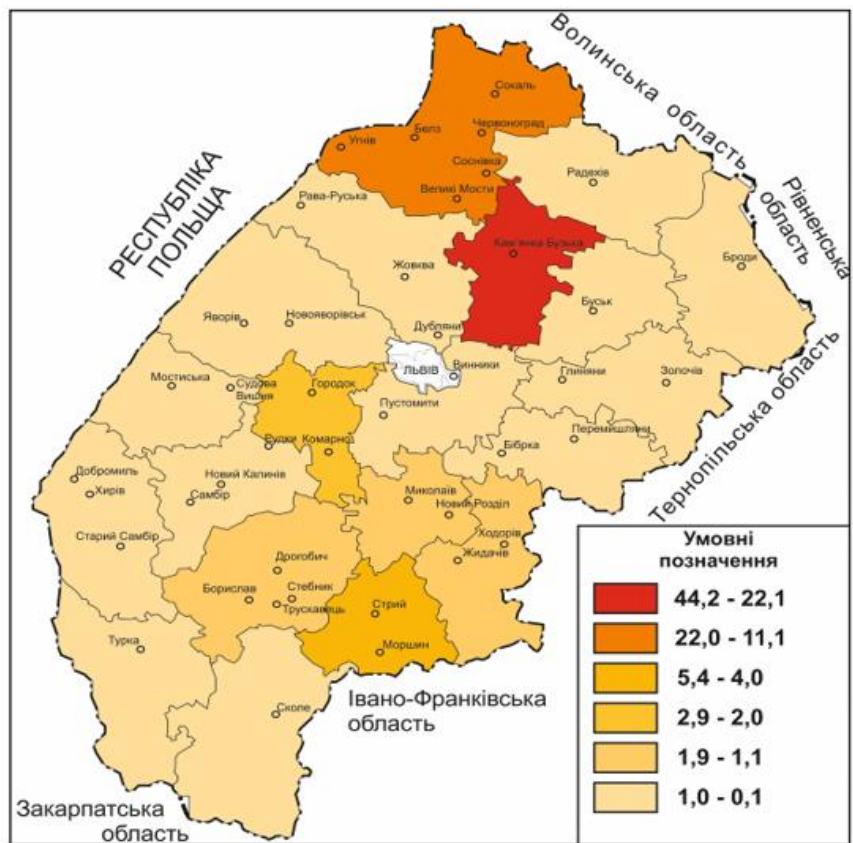 Волинська область
Рівненська
область
РЕСПУБЛІКА
ПОЛЬЩА
Сокаль
Червоноград
Белз
Угнів
Соснівка
Великі Мости
Радехів
Рава-Руська
Кам'янка Бузька
Броди
Жовква
Буськ
Яворів
Новояворівськ
Дубляни
ЛЬВІВ
Винники
Глиняни
Золочів
Мостиська
Судова
Вишня
Городок
Пустомити
Тернопільська область
Рудки
Комарно
Бібрка
Перемишляни
Добромиль
Хирів
Новий Калинів
Самбір
Миколаїв
Новий Розділ
Ходорів
Старий Самбір
Жидачів
Дрогобич
Борислав
Стебник
Трускавець
Стрий
Моршин
Турка
Сколе
Івано-Франківська
область
Закарпатська
область
Умовні
позначення
44,2 - 22,1
22,0 - 11,1
5,4 - 4,0
2,9 - 2,0
1,9 - 1,1
1,0 - 0,1